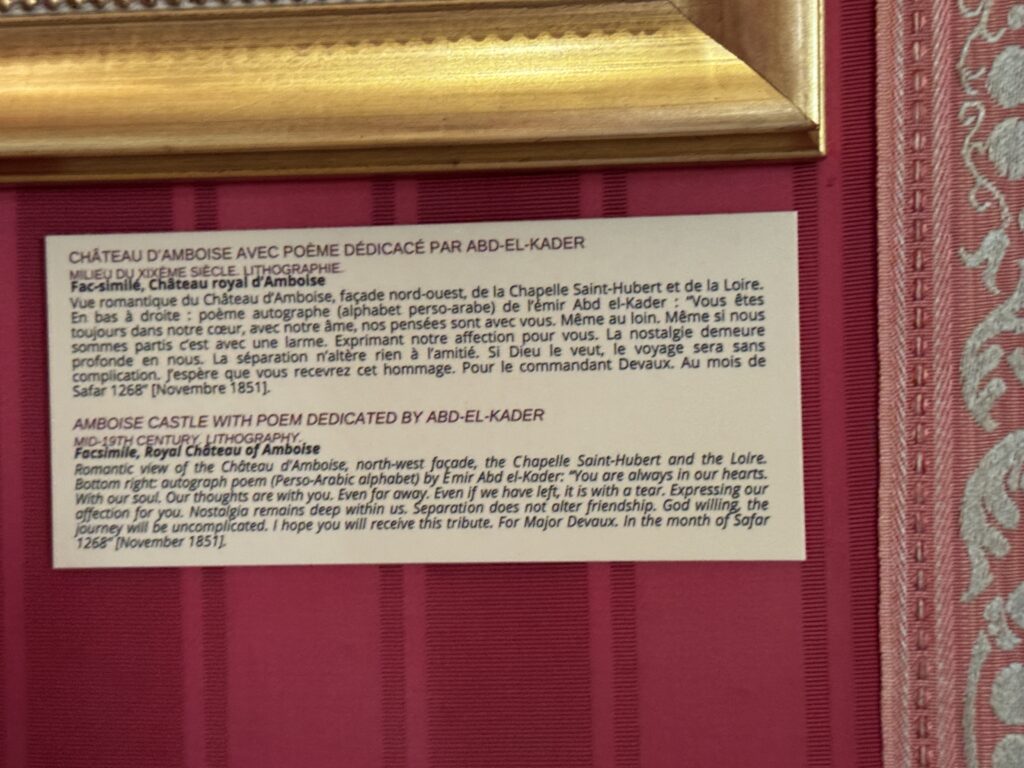 CHÂTEAU D'AMBOISE AVEC POÈME DÉDICACÉ PAR ABD-EL-KADER
MILIEU DU XIXÈME SIÈCLE. LITHOGRAPHIE.
Fac-similé, Château royal d'Amboise
Vue romantique du Château d'Amboise, façade nord-ouest, de la Chapelle Saint-Hubert et de la Loire.
En bas à droite : poème autographe (alphabet perso-arabe) de l'émir Abd el-Kader : "Vous êtes
toujours dans notre cœur, avec notre âme, nos pensées sont avec vous. Même au loin. Même si nous
sommes partis c'est avec une larme. Exprimant notre affection pour vous. La nostalgie demeure
profonde en nous. La séparation n'altère rien à l'amitié. Si Dieu le veut, le voyage sera sans
complication. J'espère que vous recevrez cet hommage. Pour le commandant Devaux. Au mois de
Safar 1268" [Novembre 1851].
AMBOISE CASTLE WITH POEM DEDICATED BY ABD-EL-KADER
MID-19TH CENTURY. LITHOGRAPHY.
Facsimile, Royal Château of Amboise
Romantic view of the Château d'Amboise, north-west façade, the Chapelle Saint-Hubert and the Loire.
Bottom right: autograph poem (Perso-Arabic alphabet) by Emir Abd el-Kader: "You are always in our hearts.
With our soul. Our thoughts are with you. Even far away. Even if we have left, it is with a tear. Expressing our
affection for you. Nostalgia remains deep within us. Separation does not alter friendship. God willing, the
journey will be uncomplicated. I hope you will receive this tribute. For Major Devaux. In the month of Safar
1268" [November 1851].